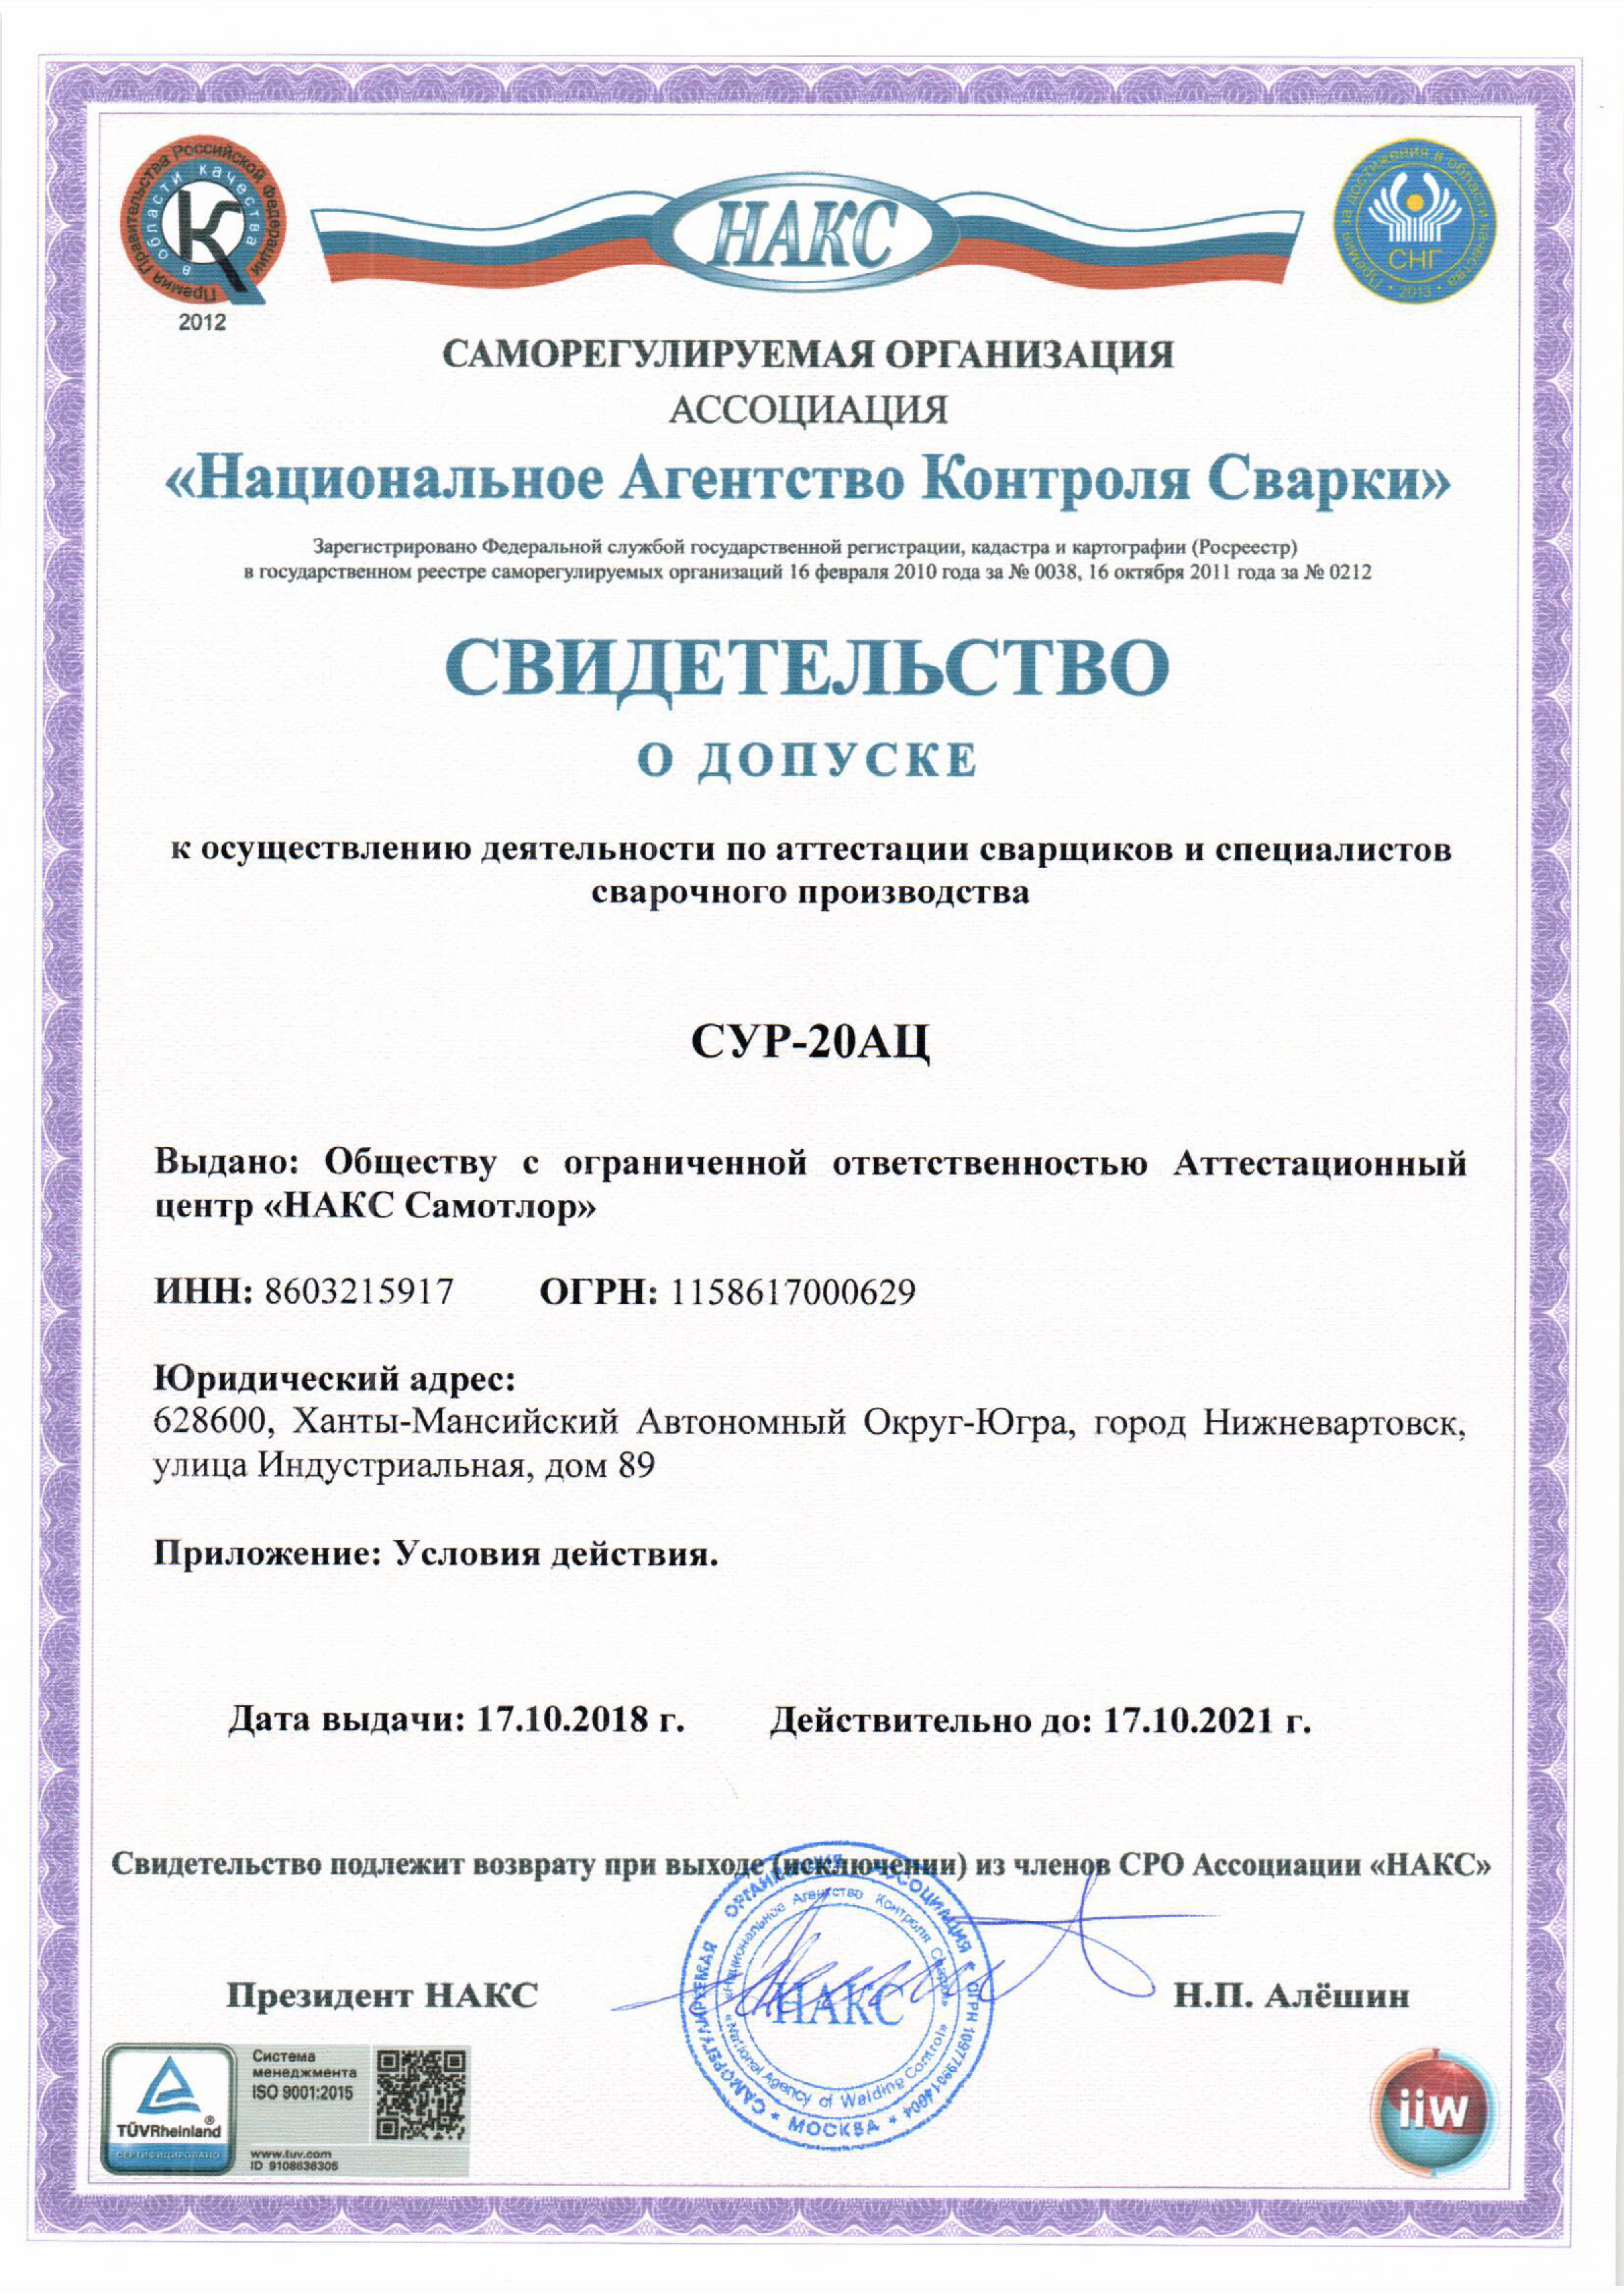 Премия Правительства Российской Федерации
в области качества
2012
НАКС
Премия за достижения в области качества
СНГ
• 2013 •
САМОРЕГУЛИРУЕМАЯ ОРГАНИЗАЦИЯ
АССОЦИАЦИЯ
«Национальное Агентство Контроля Сварки»
Зарегистрировано Федеральной службой государственной регистрации, кадастра и картографии (Росреестр)
в государственном реестре саморегулируемых организаций 16 февраля 2010 года за № 0038, 16 октября 2011 года за № 0212
СВИДЕТЕЛЬСТВО
О ДОПУСКЕ
к осуществлению деятельности по аттестации сварщиков и специалистов
сварочного производства
СУР-20АЦ
Выдано: Обществу с ограниченной ответственностью Аттестационный
центр «НАКС Самотлор»
ИНН: 8603215917 ОГРН: 1158617000629
Юридический адрес:
628600, Ханты-Мансийский Автономный Округ-Югра, город Нижневартовск,
улица Индустриальная, дом 89
Приложение: Условия действия.
Дата выдачи: 17.10.2018 г. Действительно до: 17.10.2021 г.
Свидетельство подлежит возврату при выходе (исключении) из членов СРО Ассоциации «НАКС»
Президент НАКС
Н.П. Алёшин
САМОРЕГУЛИРУЕМАЯ ОРГАНИЗАЦИЯ АССОЦИАЦИЯ
МОСКВА
«Национальное Агентство Контроля Сварки»
«National Agency of Welding Control»
НАКС
TÜVRheinland®
СЕРТИФИЦИРОВАНО
Система
менеджмента
ISO 9001:2015
www.tuv.com
ID 9108636305
iiw